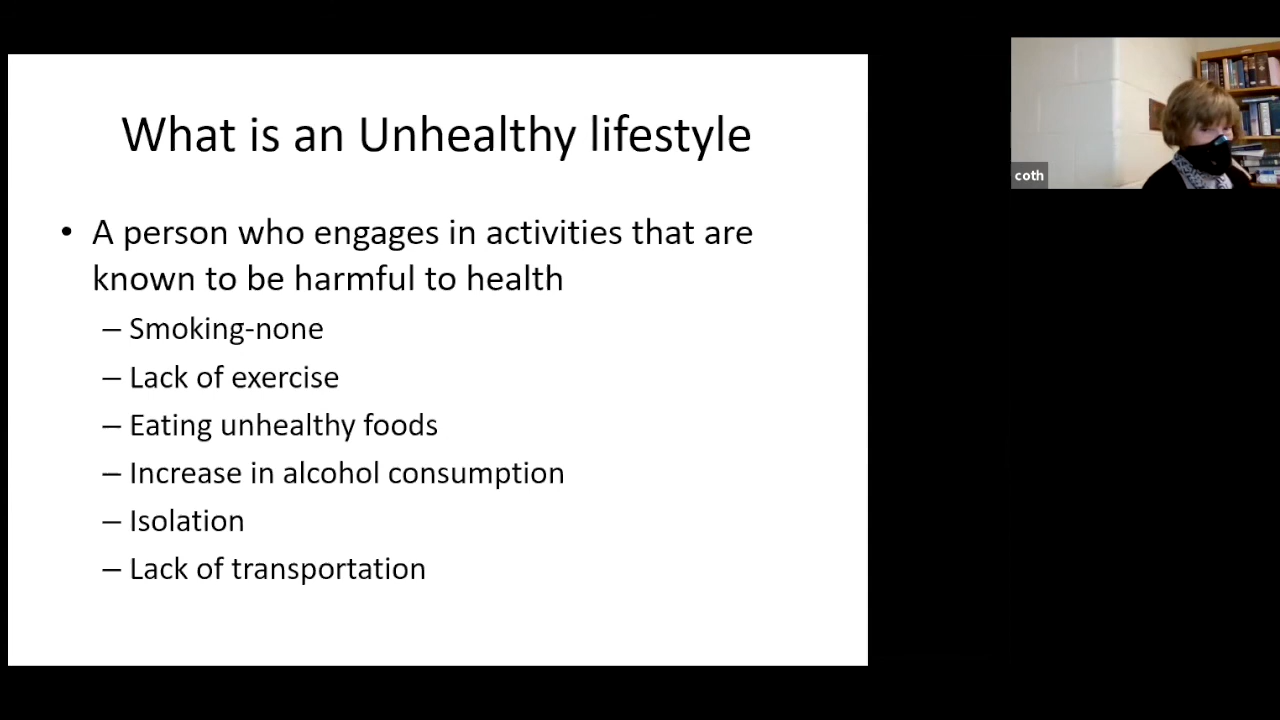 What is an Unhealthy lifestyle
• A person who engages in activities that are
known to be harmful to health
– Smoking-none
– Lack of exercise
– Eating unhealthy foods
– Increase in alcohol consumption
– Isolation
– Lack of transportation
coth